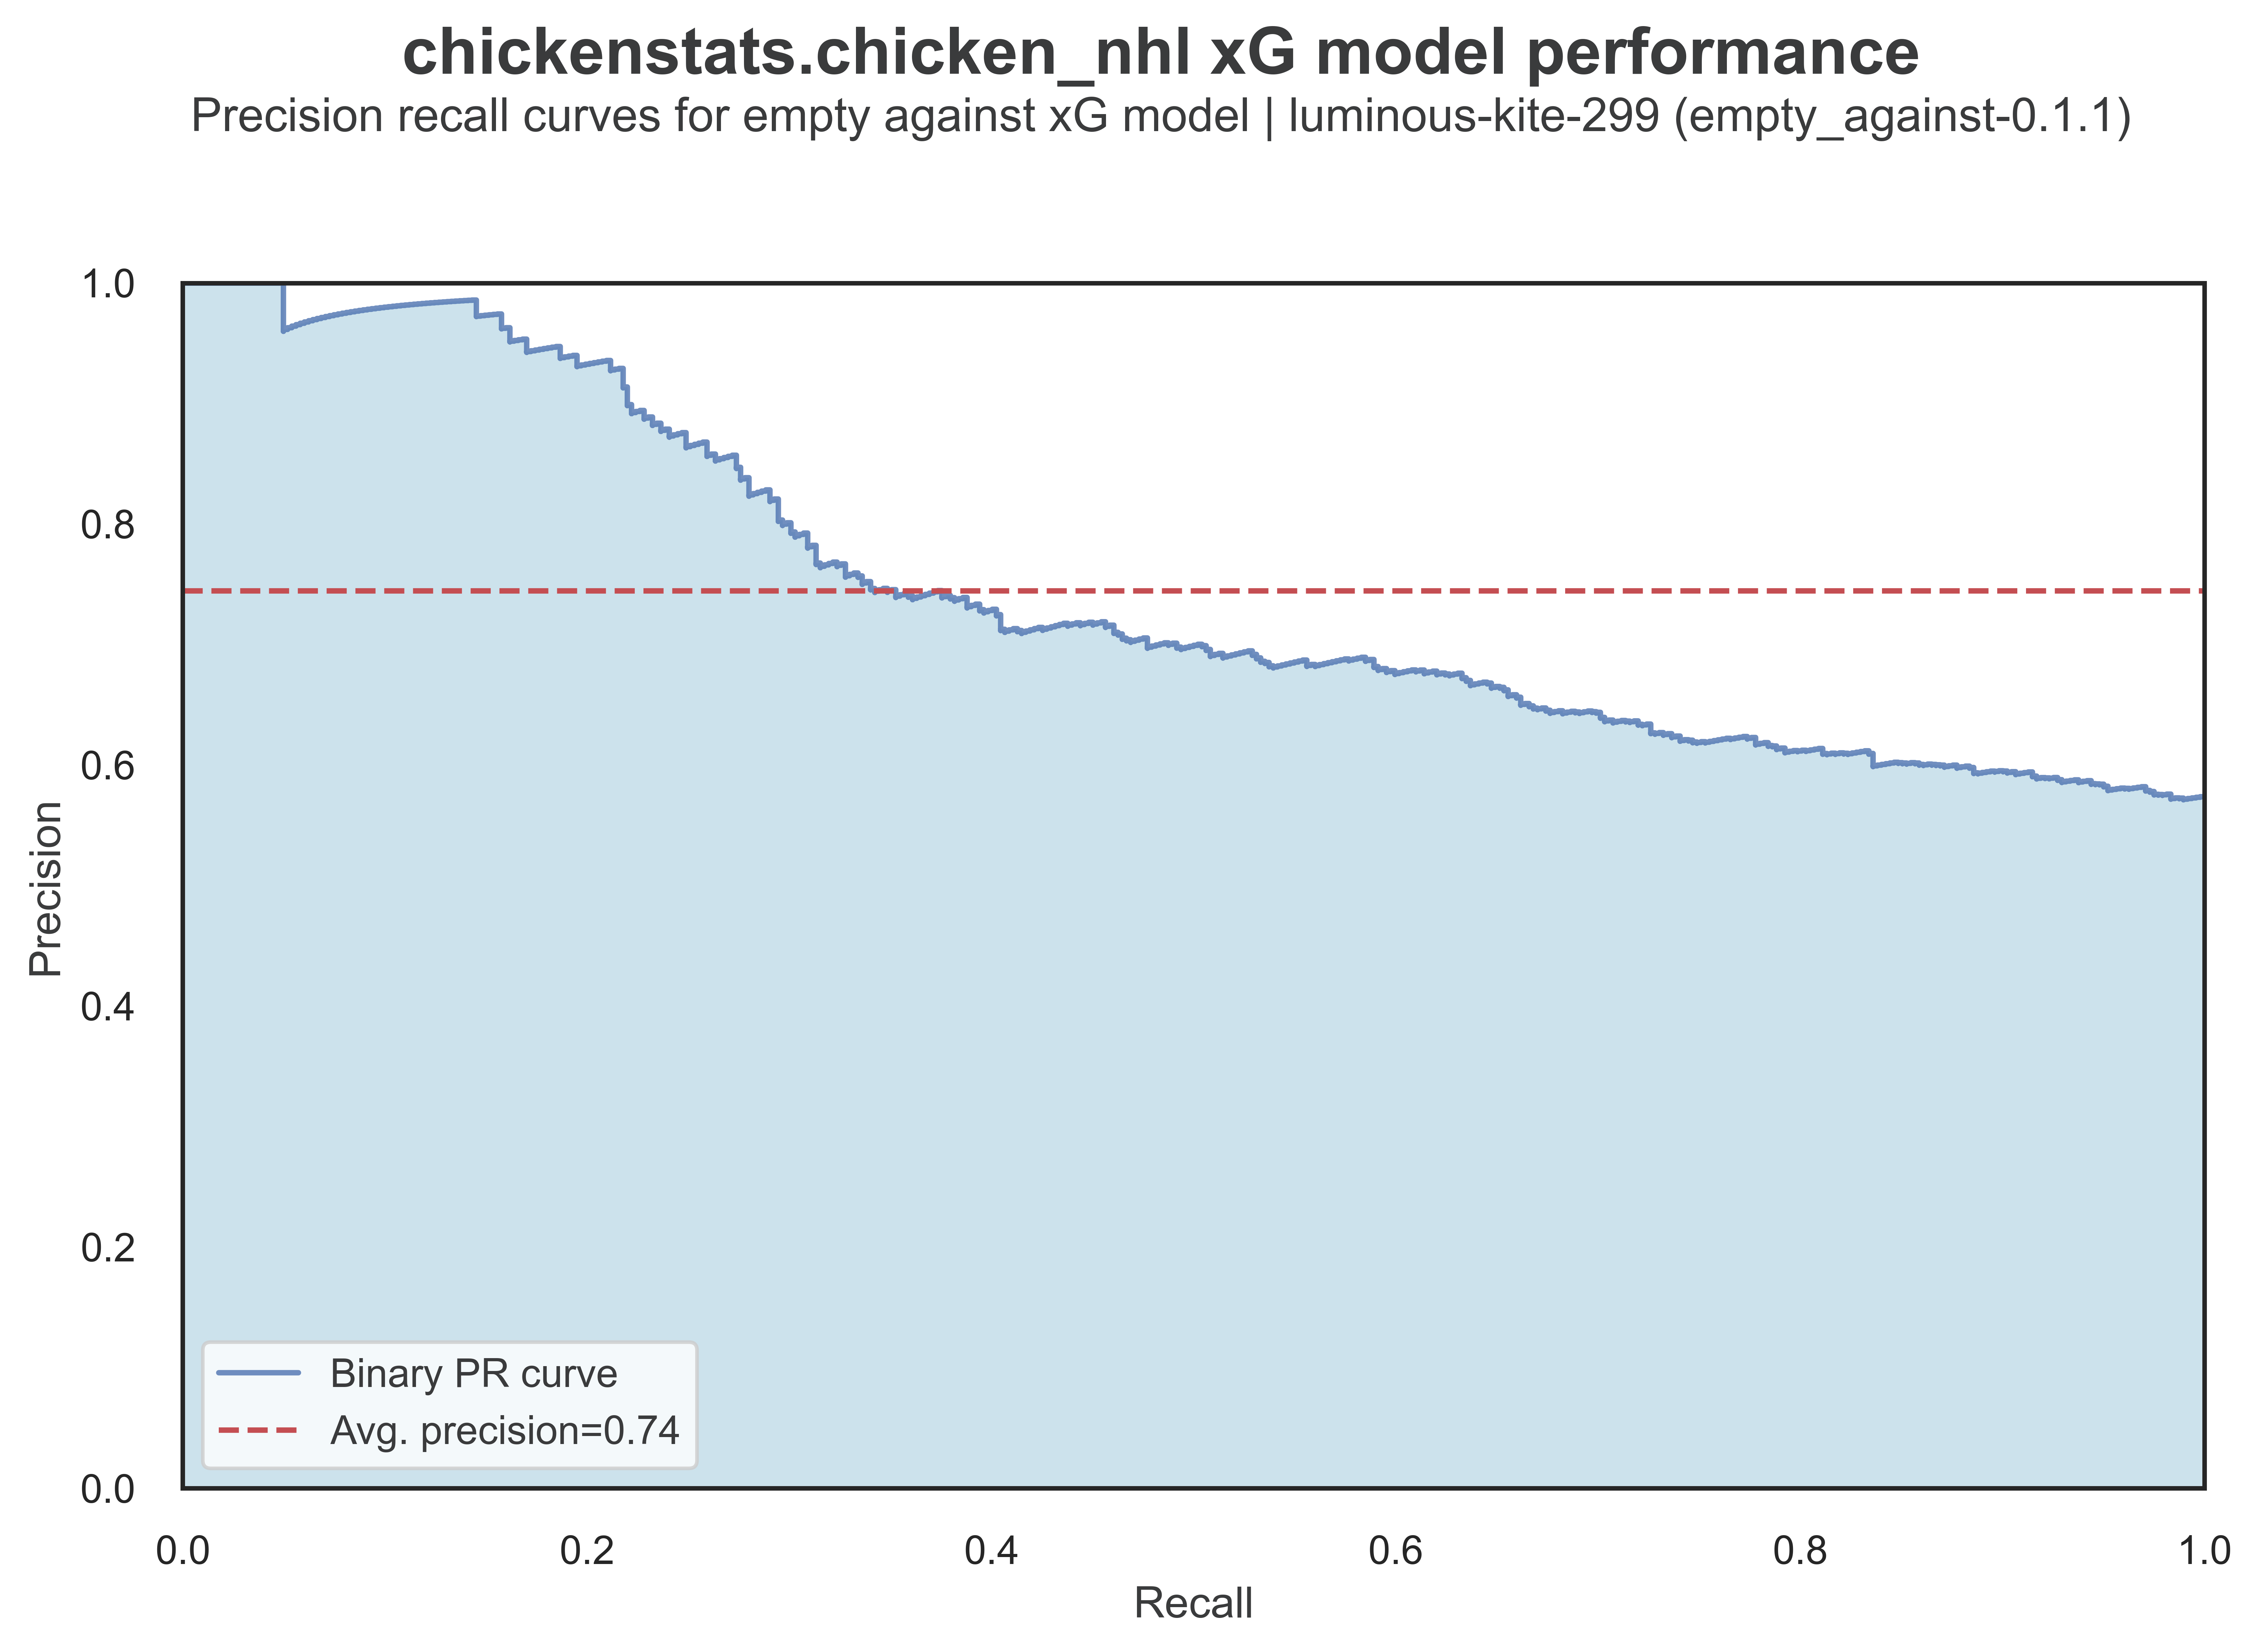 chickenstats.chicken_nhl xG model performance
Precision recall curves for empty against xG model | luminous-kite-299 (empty_against-0.1.1)
1.0
0.8
0.6
0.4
0.2
0.0
Precision
Binary PR curve
Avg. precision=0.74
0.0 0.2 0.4 0.6 0.8 1.0
Recall